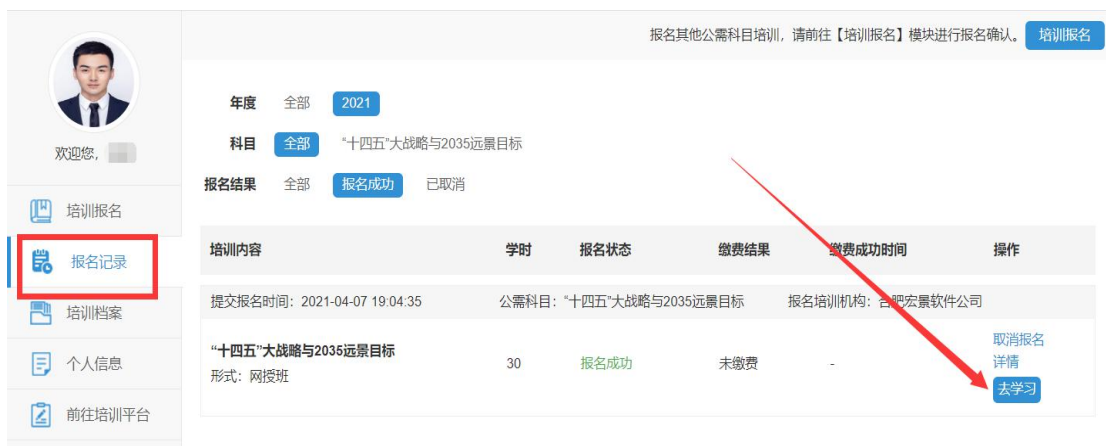 报名其他公需科目培训，请前往【培训报名】模块进行报名确认。 培训报名
欢迎您，
培训报名
报名记录
培训档案
个人信息
前往培训平台
年度 全部 2021
科目 全部 “十四五”大战略与2035远景目标
报名结果 全部 报名成功 已取消
培训内容 学时 报名状态 缴费结果 缴费成功时间 操作
提交报名时间：2021-04-07 19:04:35 公需科目：“十四五”大战略与2035远景目标 报名培训机构：合肥宏景软件公司
“十四五”大战略与2035远景目标
形式：网授班
30 报名成功 未缴费 -
取消报名
详情
去学习